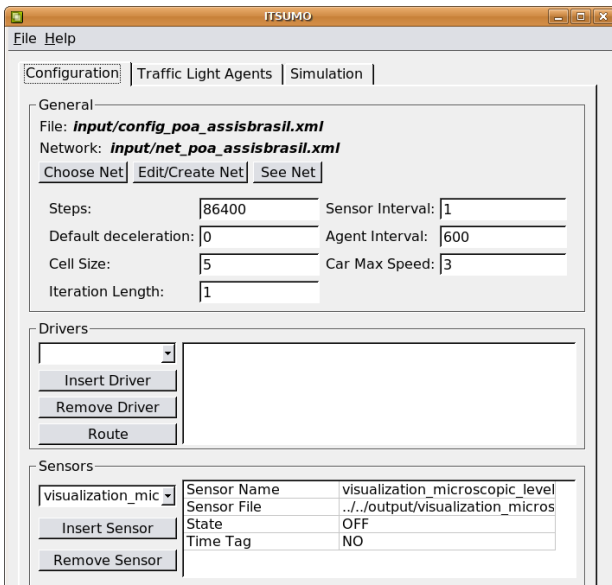 ITSUMO
File Help
Configuration Traffic Light Agents Simulation
General
File: input/config_poa_assisbrasil.xml
Network: input/net_poa_assisbrasil.xml
Choose Net Edit/Create Net See Net
Steps: 86400 Sensor Interval: 1
Default deceleration: 0 Agent Interval: 600
Cell Size: 5 Car Max Speed: 3
Iteration Length: 1
Drivers
Insert Driver
Remove Driver
Route
Sensors
visualization_mic
Insert Sensor
Remove Sensor
Sensor Name visualization_microscopic_level
Sensor File ../../output/visualization_micros
State OFF
Time Tag NO